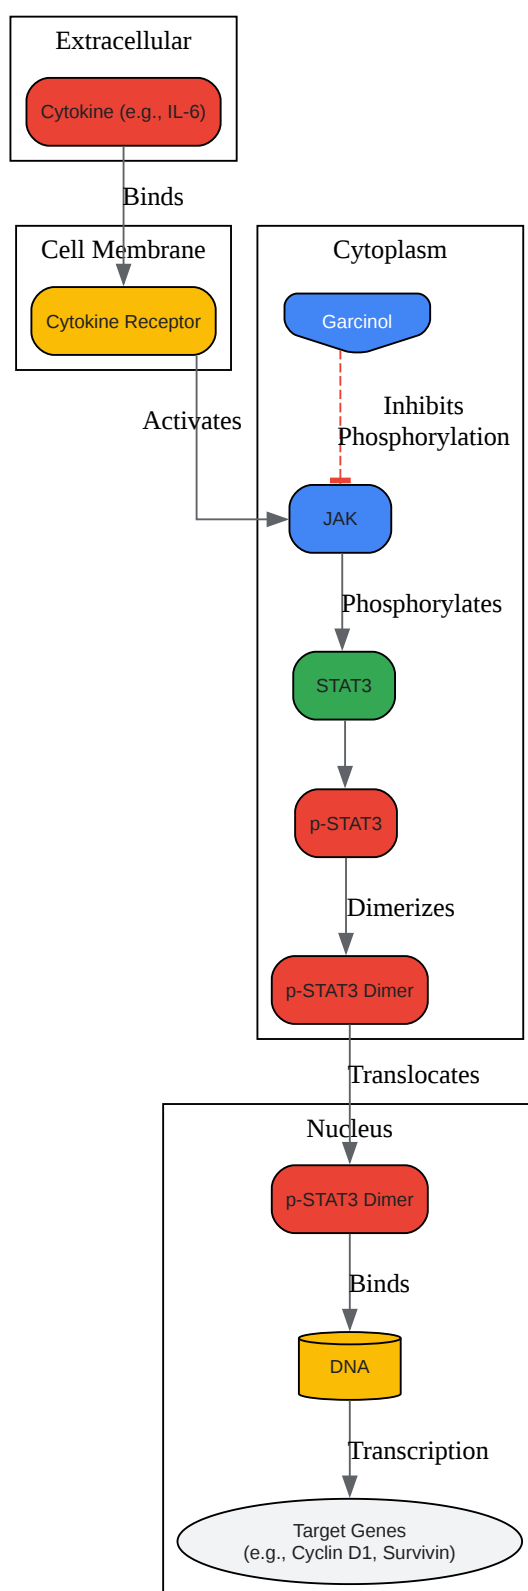 Extracellular
Cytokine (e.g., IL-6)
Binds
Cell Membrane
Cytokine Receptor
Activates
Cytoplasm
Garcinol
Inhibits
Phosphorylation
JAK
Phosphorylates
STAT3
p-STAT3
Dimerizes
p-STAT3 Dimer
Translocates
Nucleus
p-STAT3 Dimer
Binds
DNA
Transcription
Target Genes
(e.g., Cyclin D1, Survivin)